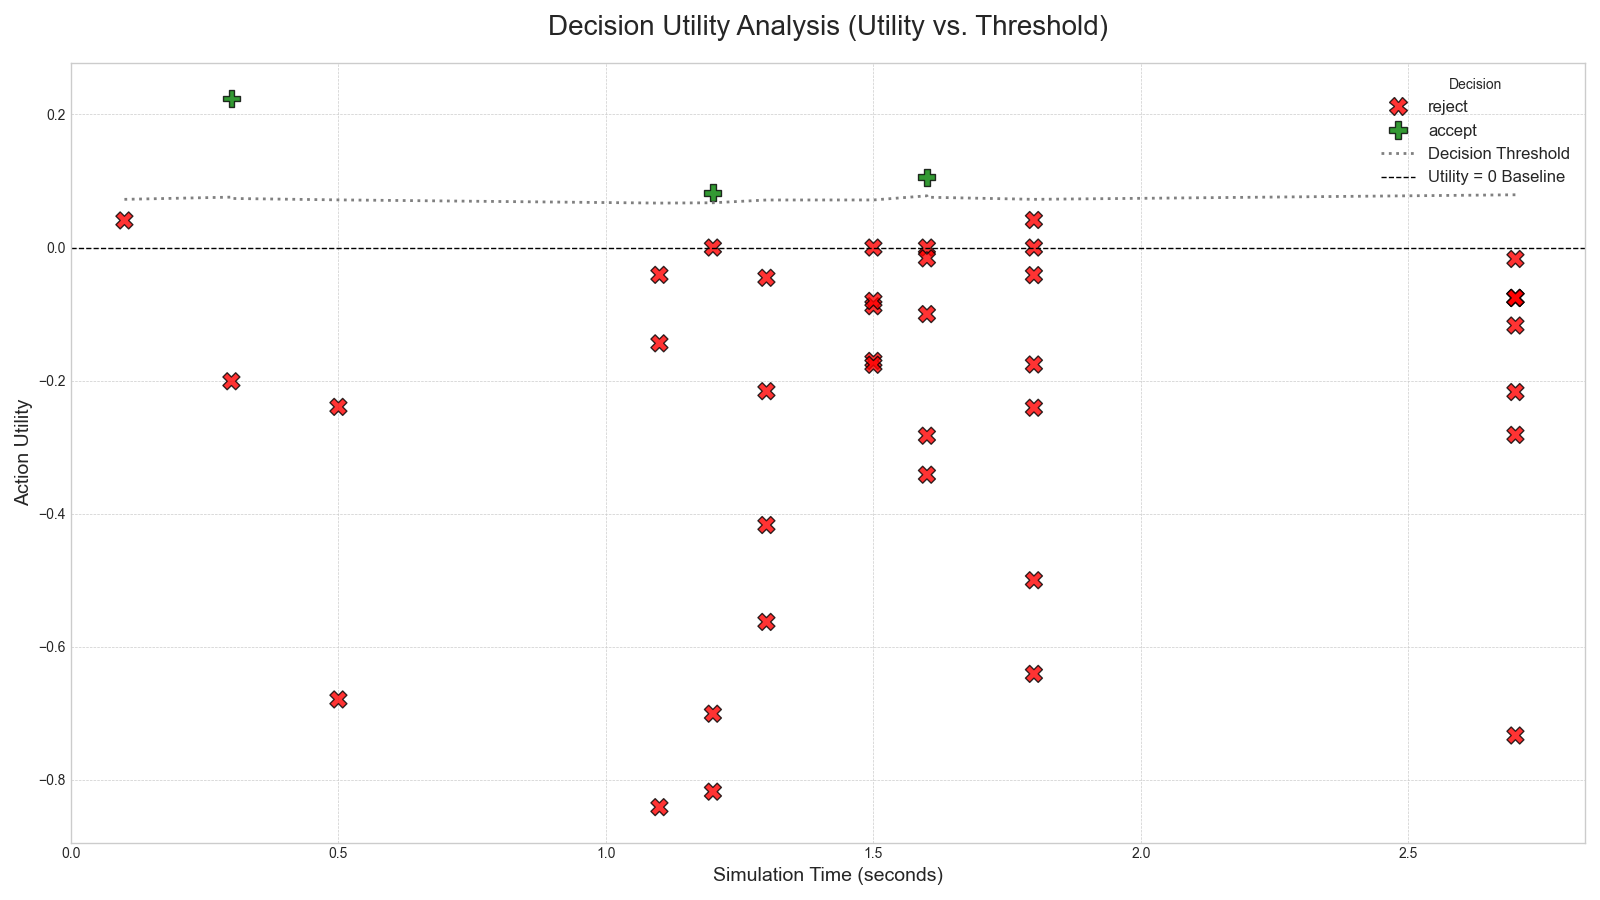 Decision Utility Analysis (Utility vs. Threshold)
Decision
reject
accept
Decision Threshold
Utility = 0 Baseline
0.2
0.0
−0.2
−0.4
−0.6
−0.8
Action Utility
0.0 0.5 1.0 1.5 2.0 2.5
Simulation Time (seconds)